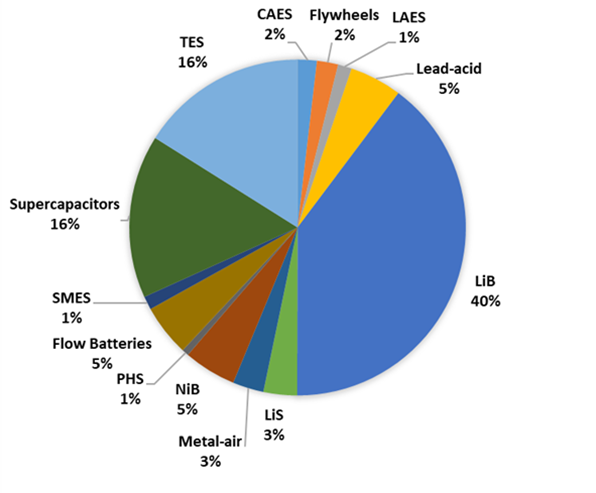 CAES
2%
Flywheels
2%
LAES
1%
Lead-acid
5%
LiB
40%
LiS
3%
Metal-air
3%
NiB
5%
PHS
1%
Flow Batteries
5%
SMES
1%
Supercapacitors
16%
TES
16%